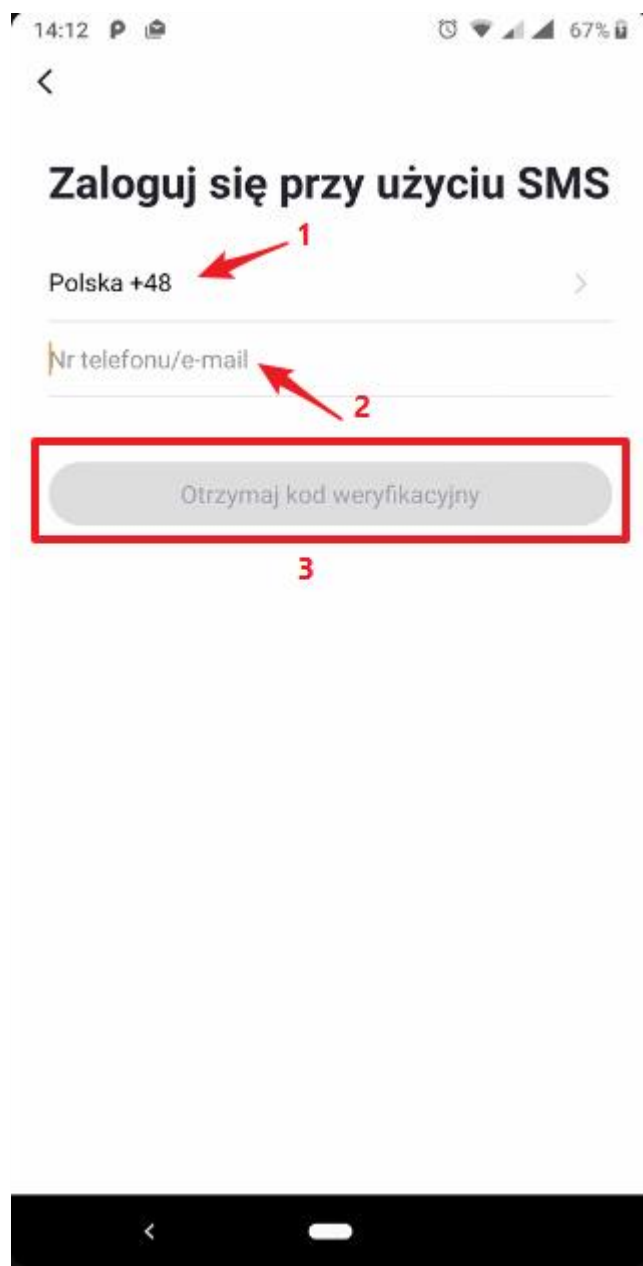 14:12 P 67%
Zaloguj się przy użyciu SMS
1
Polska +48
Nr telefonu/e-mail
2
Otrzymaj kod weryfikacyjny
3